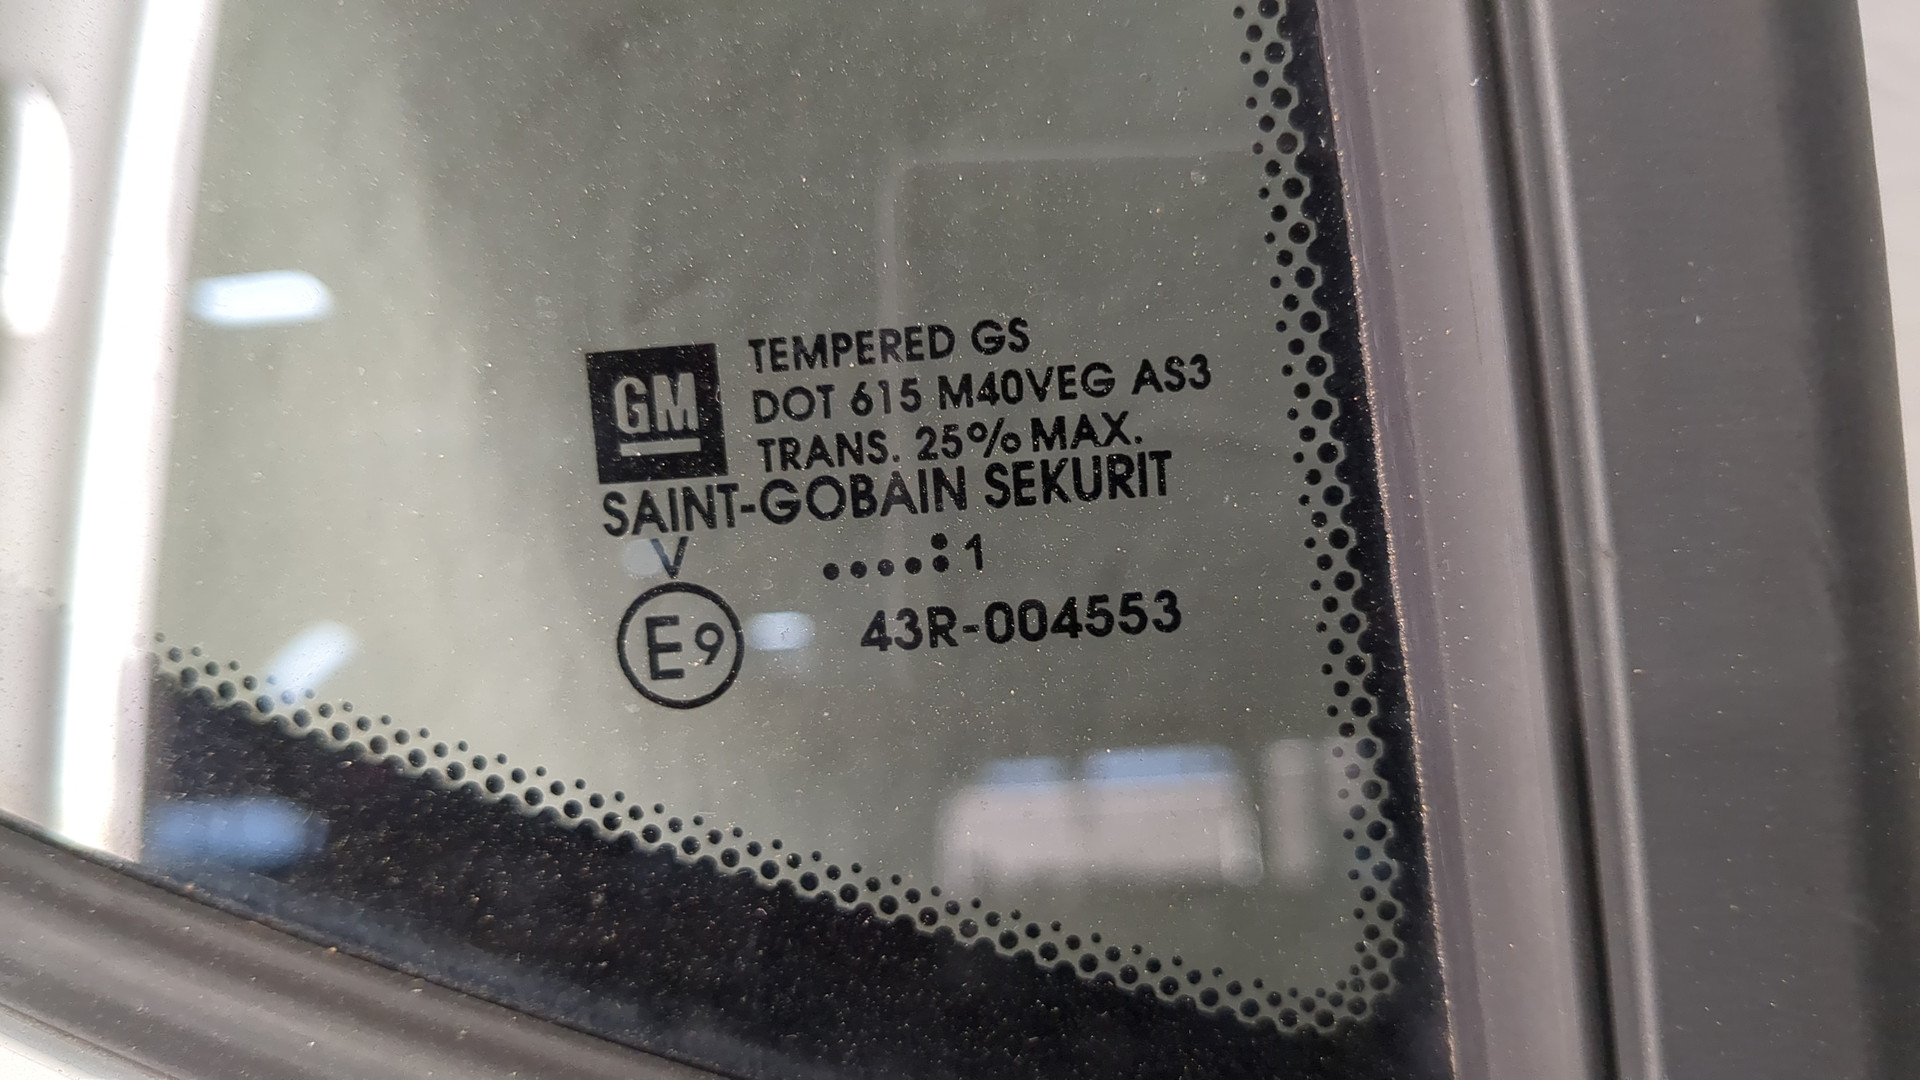 GM
TEMPERED GS
DOT 615 M40VEG AS3
TRANS. 25% MAX.
SAINT-GOBAIN SEKURIT
V
.....: 1
E9
43R-004553